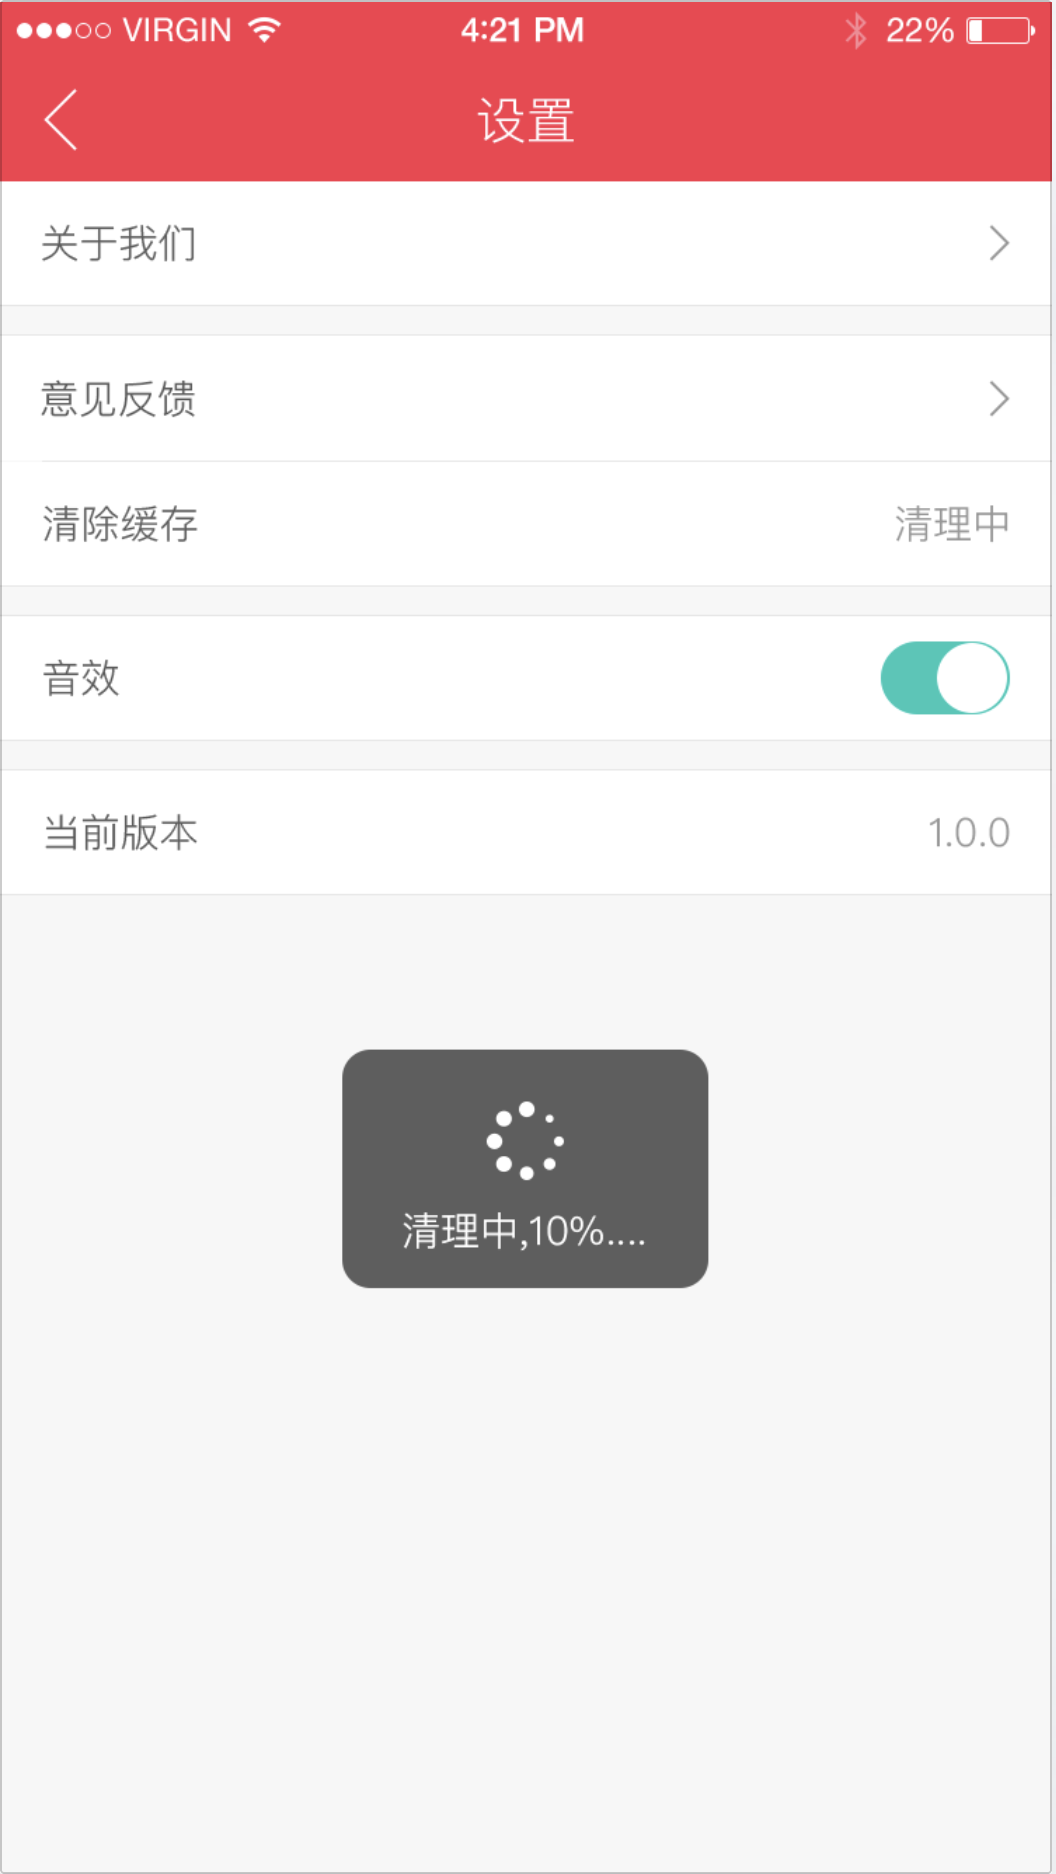 VIRGIN 4:21 PM 22%
设置
关于我们
意见反馈
清除缓存 清理中
音效
当前版本 1.0.0
清理中,10%....